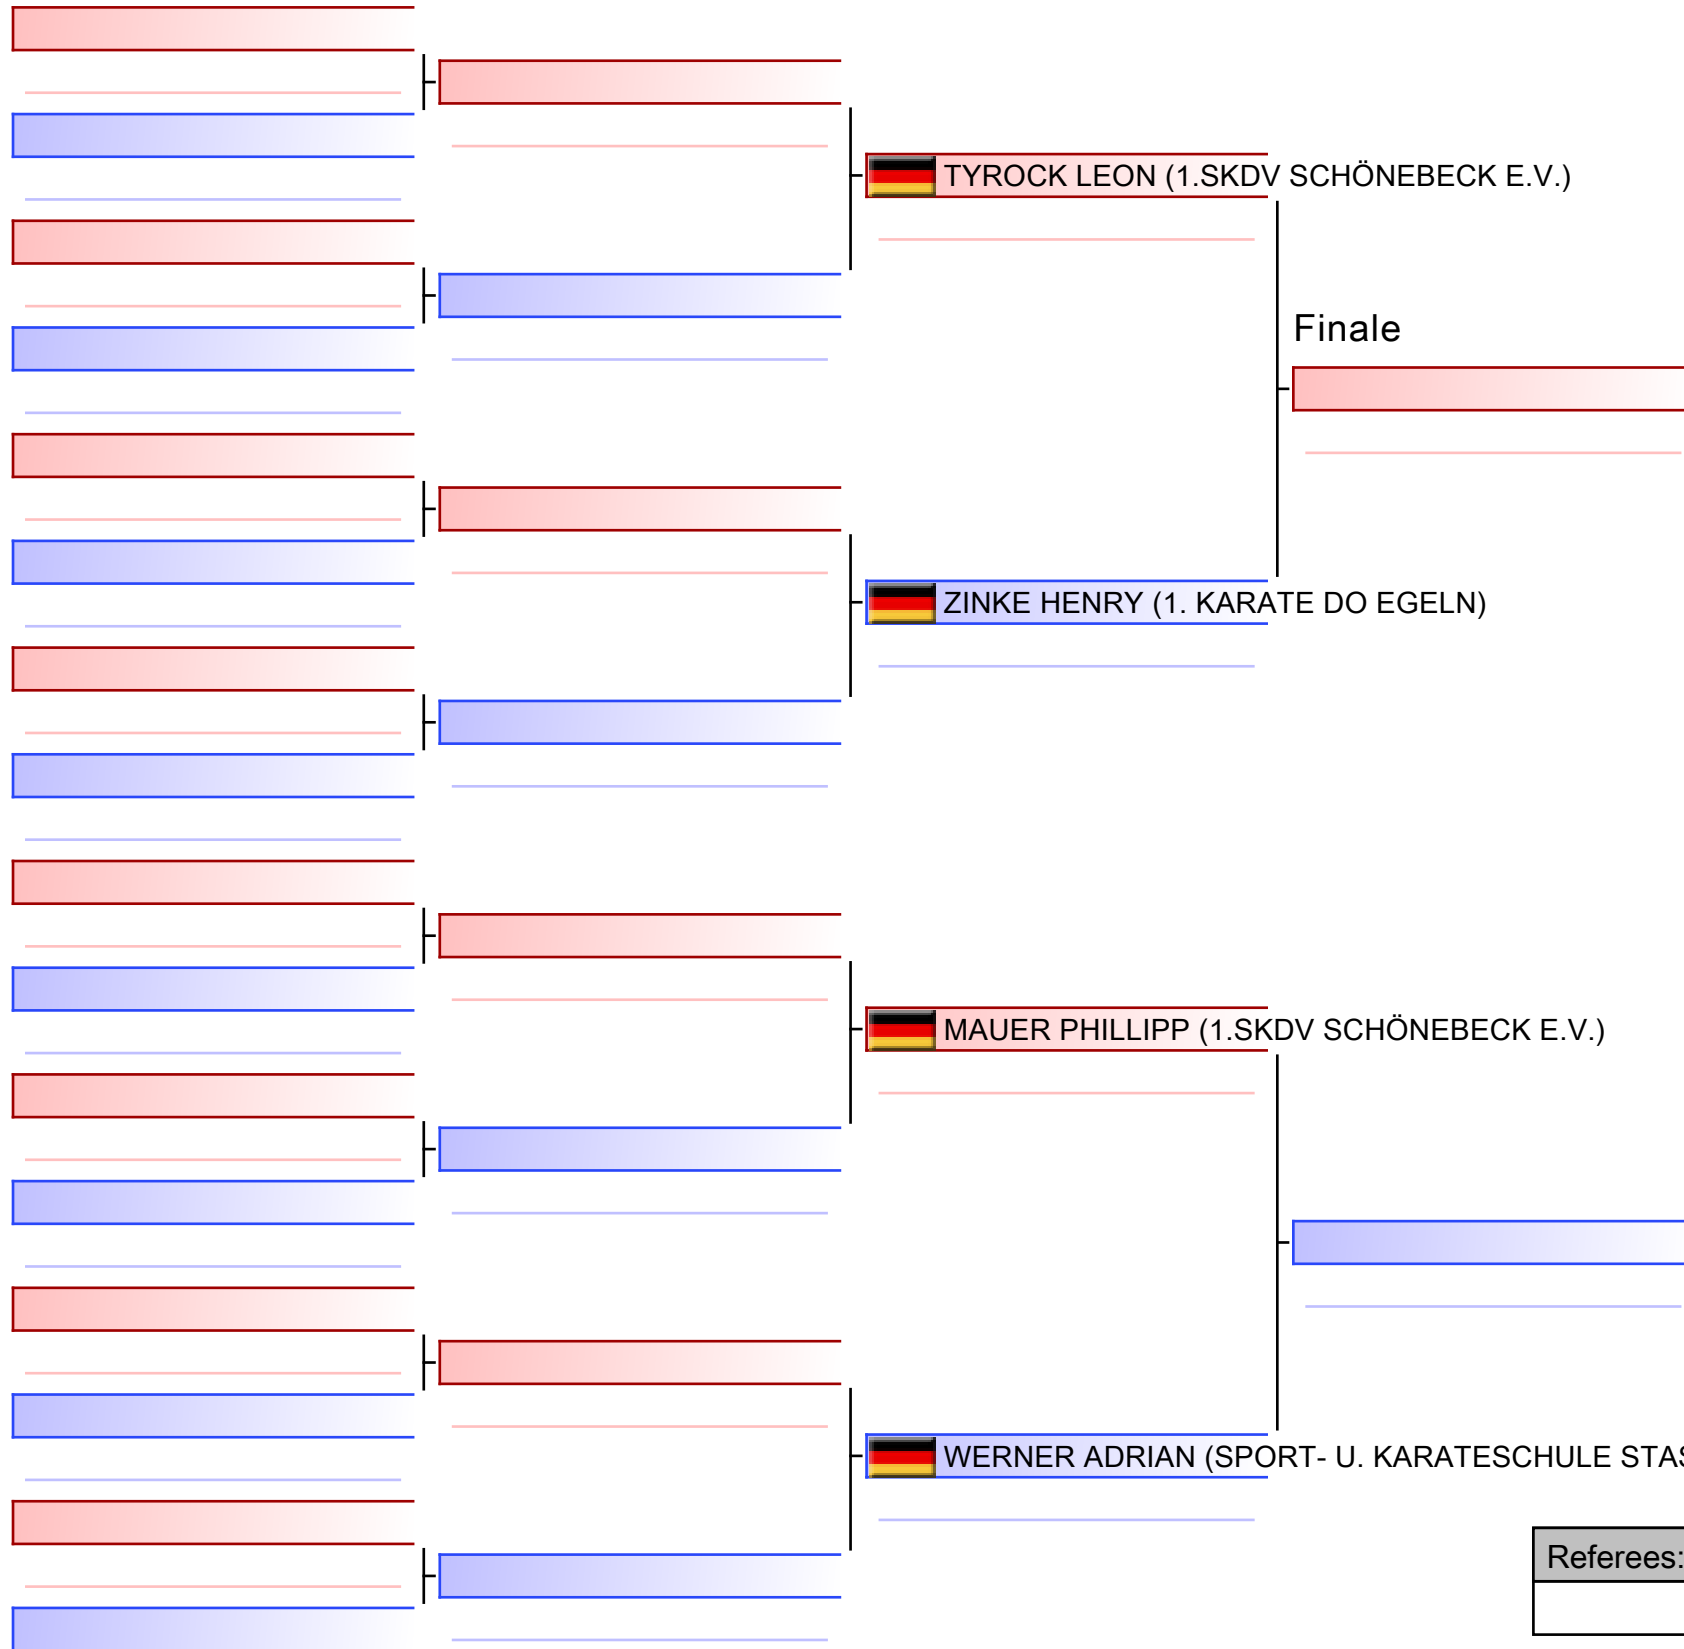 TYROCK LEON (1.SKDV SCHÖNEBECK E.V.)
Finale
ZINKE HENRY (1. KARATE DO EGELN)
MAUER PHILLIPP (1.SKDV SCHÖNEBECK E.V.)
WERNER ADRIAN (SPORT- U. KARATESCHULE
Referees: